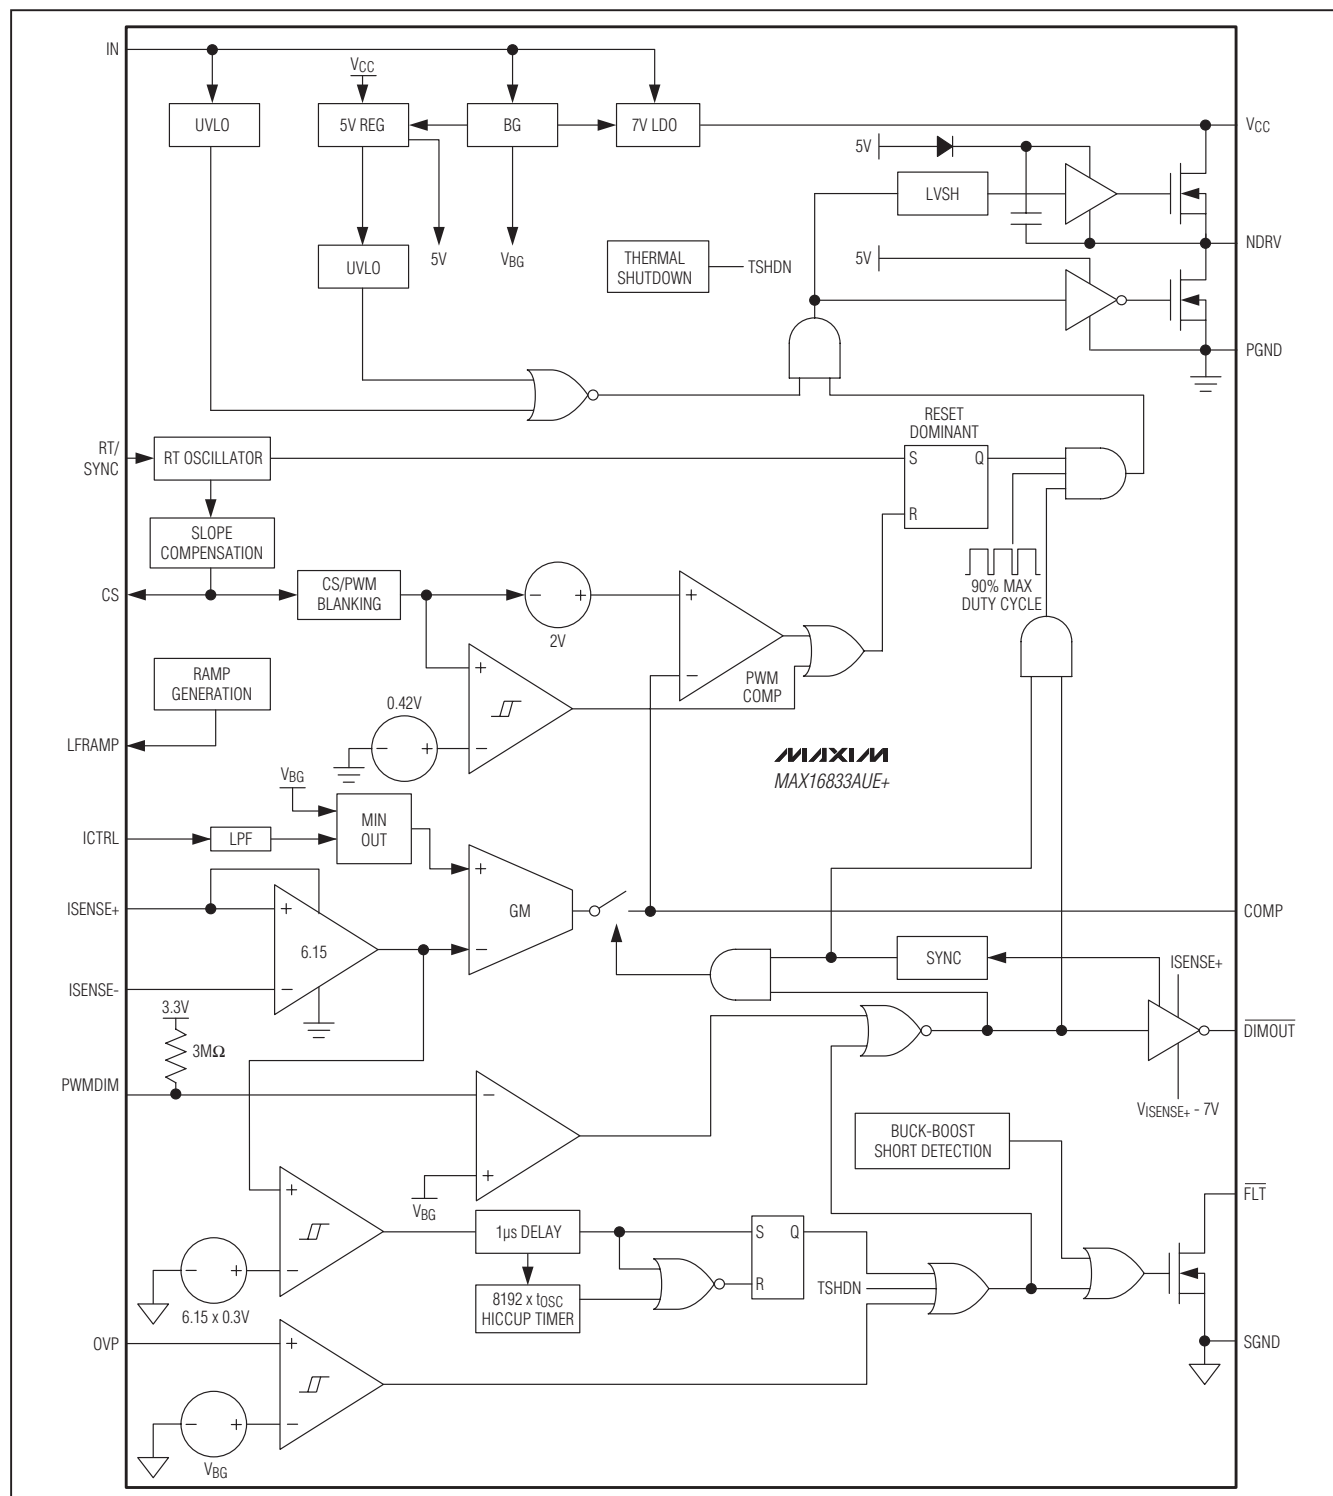 IN
VCC
UVLO
5V REG
BG
7V LDO
VCC
5V
LVSH
UVLO
5V
VBG
THERMAL
SHUTDOWN
TSHDN
NDRV
5V
PGND
RT/
SYNC
RT OSCILLATOR
RESET
DOMINANT
S
Q
R
SLOPE
COMPENSATION
CS
CS/PWM
BLANKING
−
+
2V
+
−
90% MAX
DUTY CYCLE
RAMP
GENERATION
LFRAMP
0.42V
−
+
+
−
PWM
COMP
MAXIM
MAX16833AUE+
VBG
MIN
OUT
ICTRL
LPF
+
−
GM
ISENSE+
+
−
6.15
COMP
SYNC
ISENSE+
ISENSE-
3.3V
3MΩ
DIMOUT
PWMDIM
−
+
VBG
VISENSE+ - 7V
BUCK-BOOST
SHORT DETECTION
FLT
+
−
−
+
6.15 x 0.3V
1µs DELAY
8192 x tOSC
HICCUP TIMER
S
Q
R
TSHDN
OVP
+
−
−
+
VBG
SGND